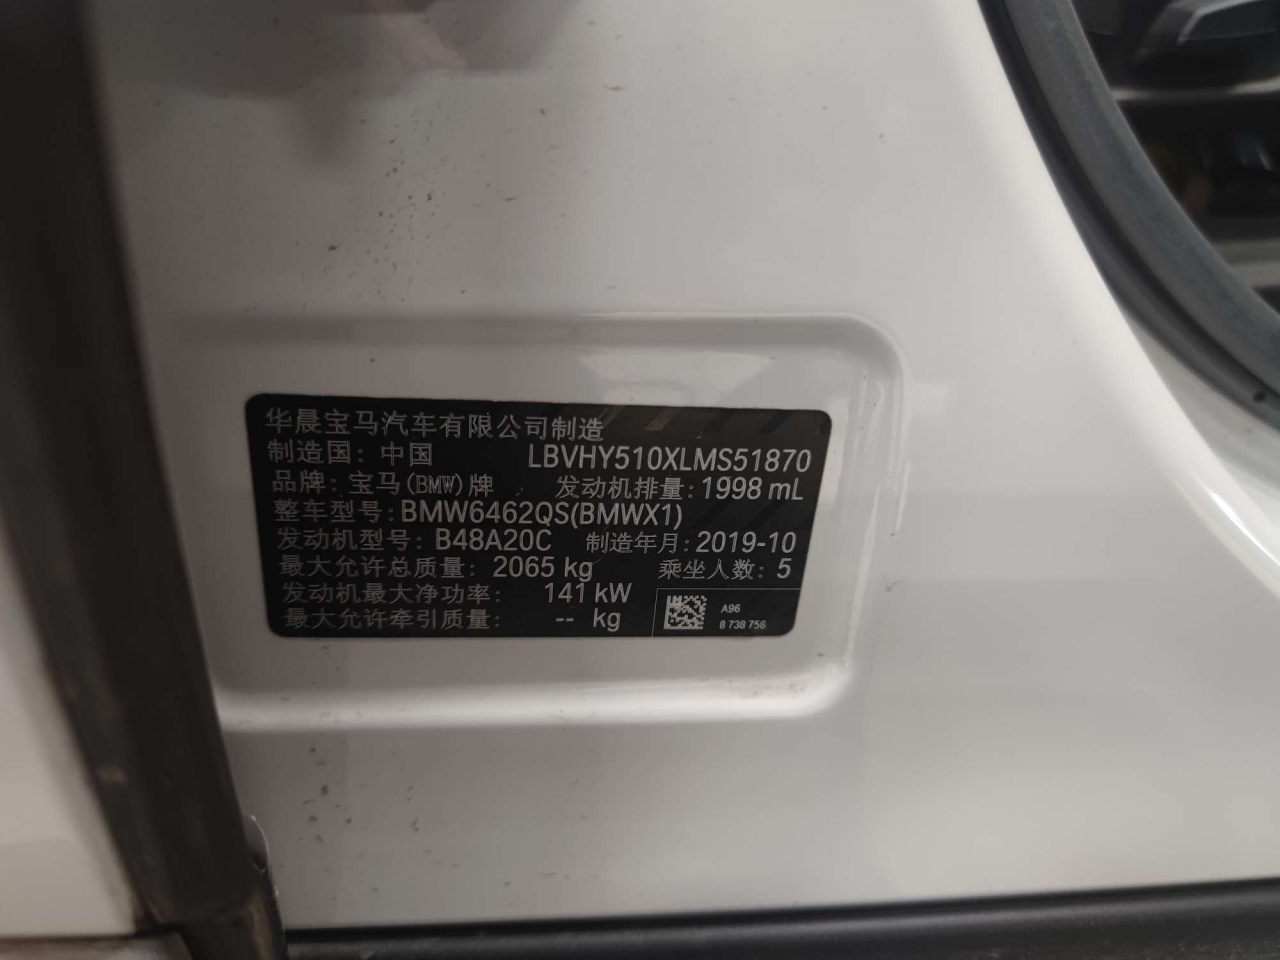 华晨宝马汽车有限公司制造
制造国：中国 LBVHY510XLMS51870
品牌：宝马(BMW)牌 发动机排量：1998 mL
整车型号：BMW6462QS(BMWX1)
发动机型号：B48A20C 制造年月：2019-10
最大允许总质量：2065 kg 乘坐人数：5
发动机最大净功率：141 kW
最大允许牵引质量：-- kg
A96
8 738 756